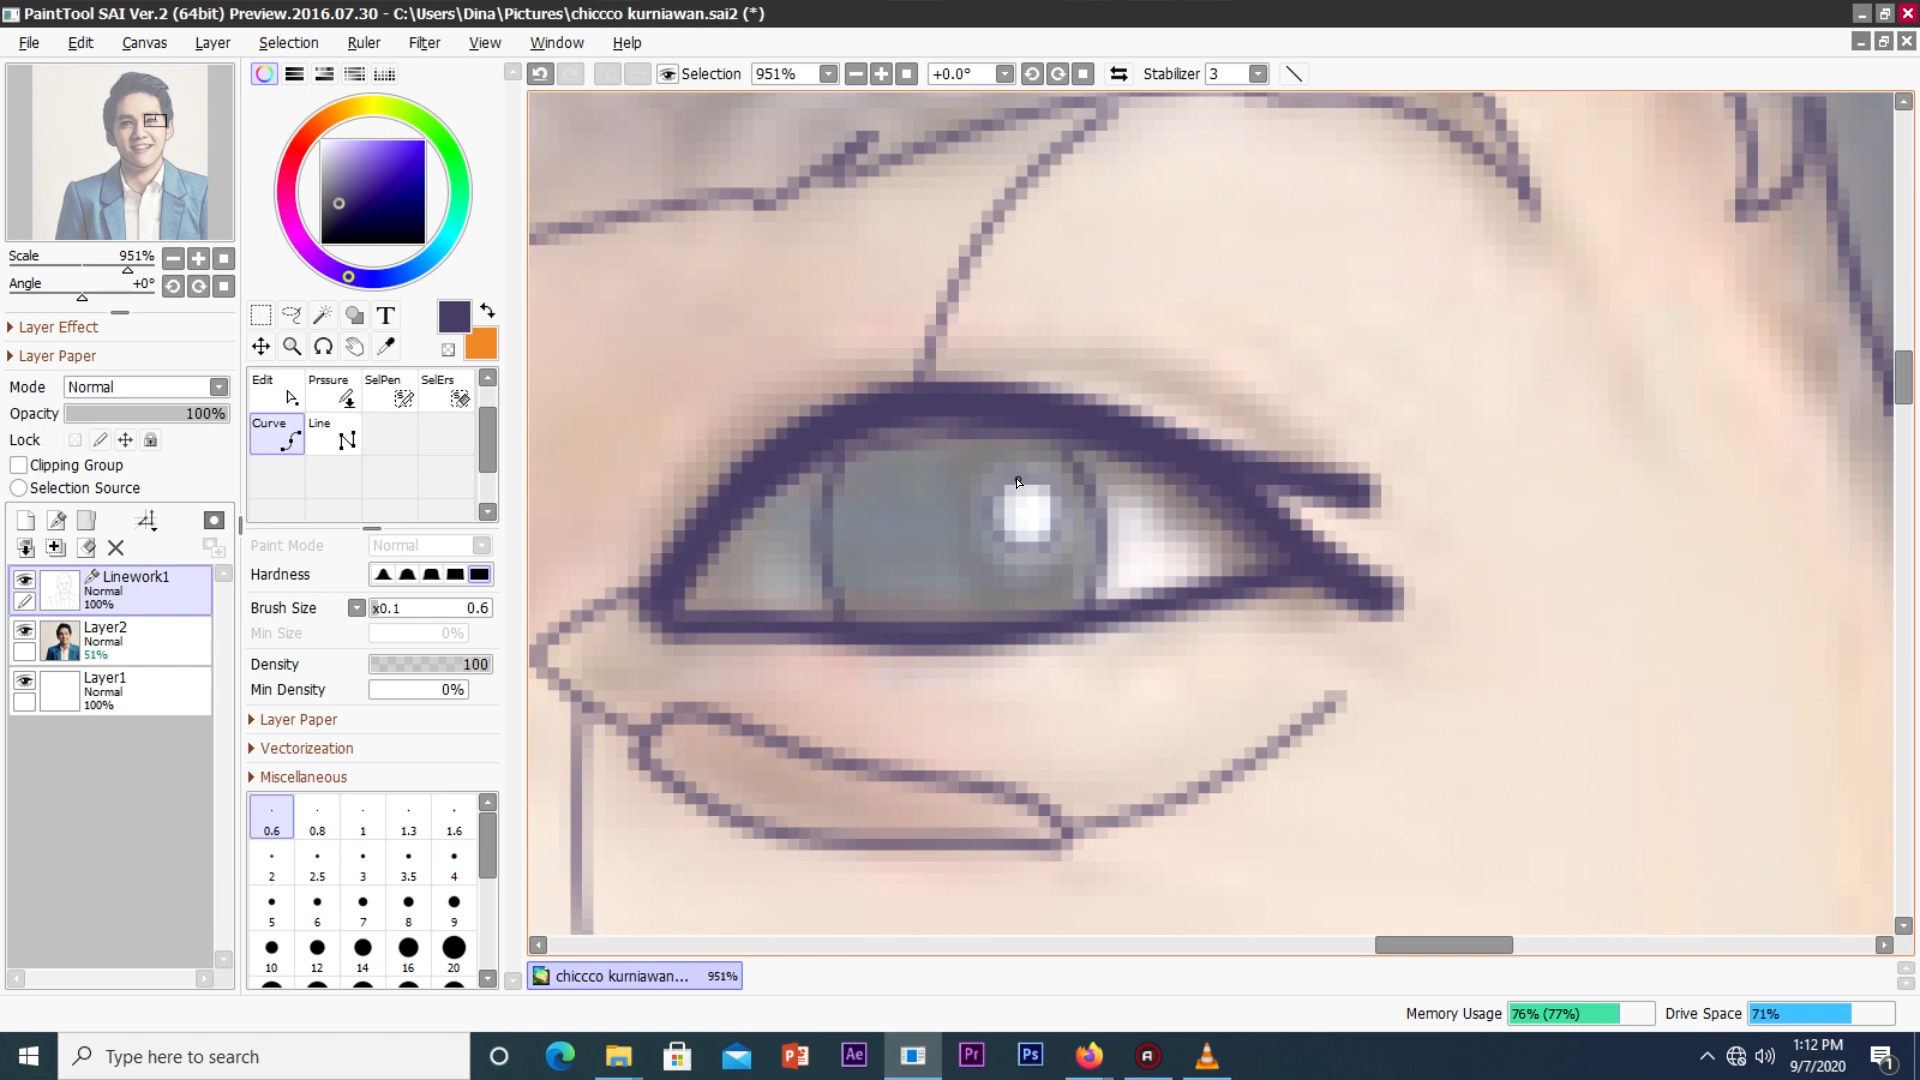 PaintTool SAI Ver.2 (64bit) Preview.2016.07.30 - C:\Users\Dina\Pictures\chiccco kurniawan.sai2 (*)
File Edit Canvas Layer Selection Ruler Filter View Window Help
Selection 951% +0.0° Stabilizer 3
Scale 951%
Angle +0°
Layer Effect
Layer Paper
Mode Normal
Opacity 100%
Lock
Clipping Group
Selection Source
Linework1
Normal
100%
Layer2
Normal
51%
Layer1
Normal
100%
T
Edit Prssure SelPen SelErs
Curve Line
Paint Mode Normal
Hardness
Brush Size x0.1 0.6
Min Size 0%
Density 100
Min Density 0%
Layer Paper
Vectorizeation
Miscellaneous
0.6 0.8 1 1.3 1.6
2 2.5 3 3.5 4
5 6 7 8 9
10 12 14 16 20
chiccco kurniawan... 951%
Memory Usage 76% (77%) Drive Space 71%
Type here to search
Ae Pr Ps
1:12 PM
9/7/2020
1